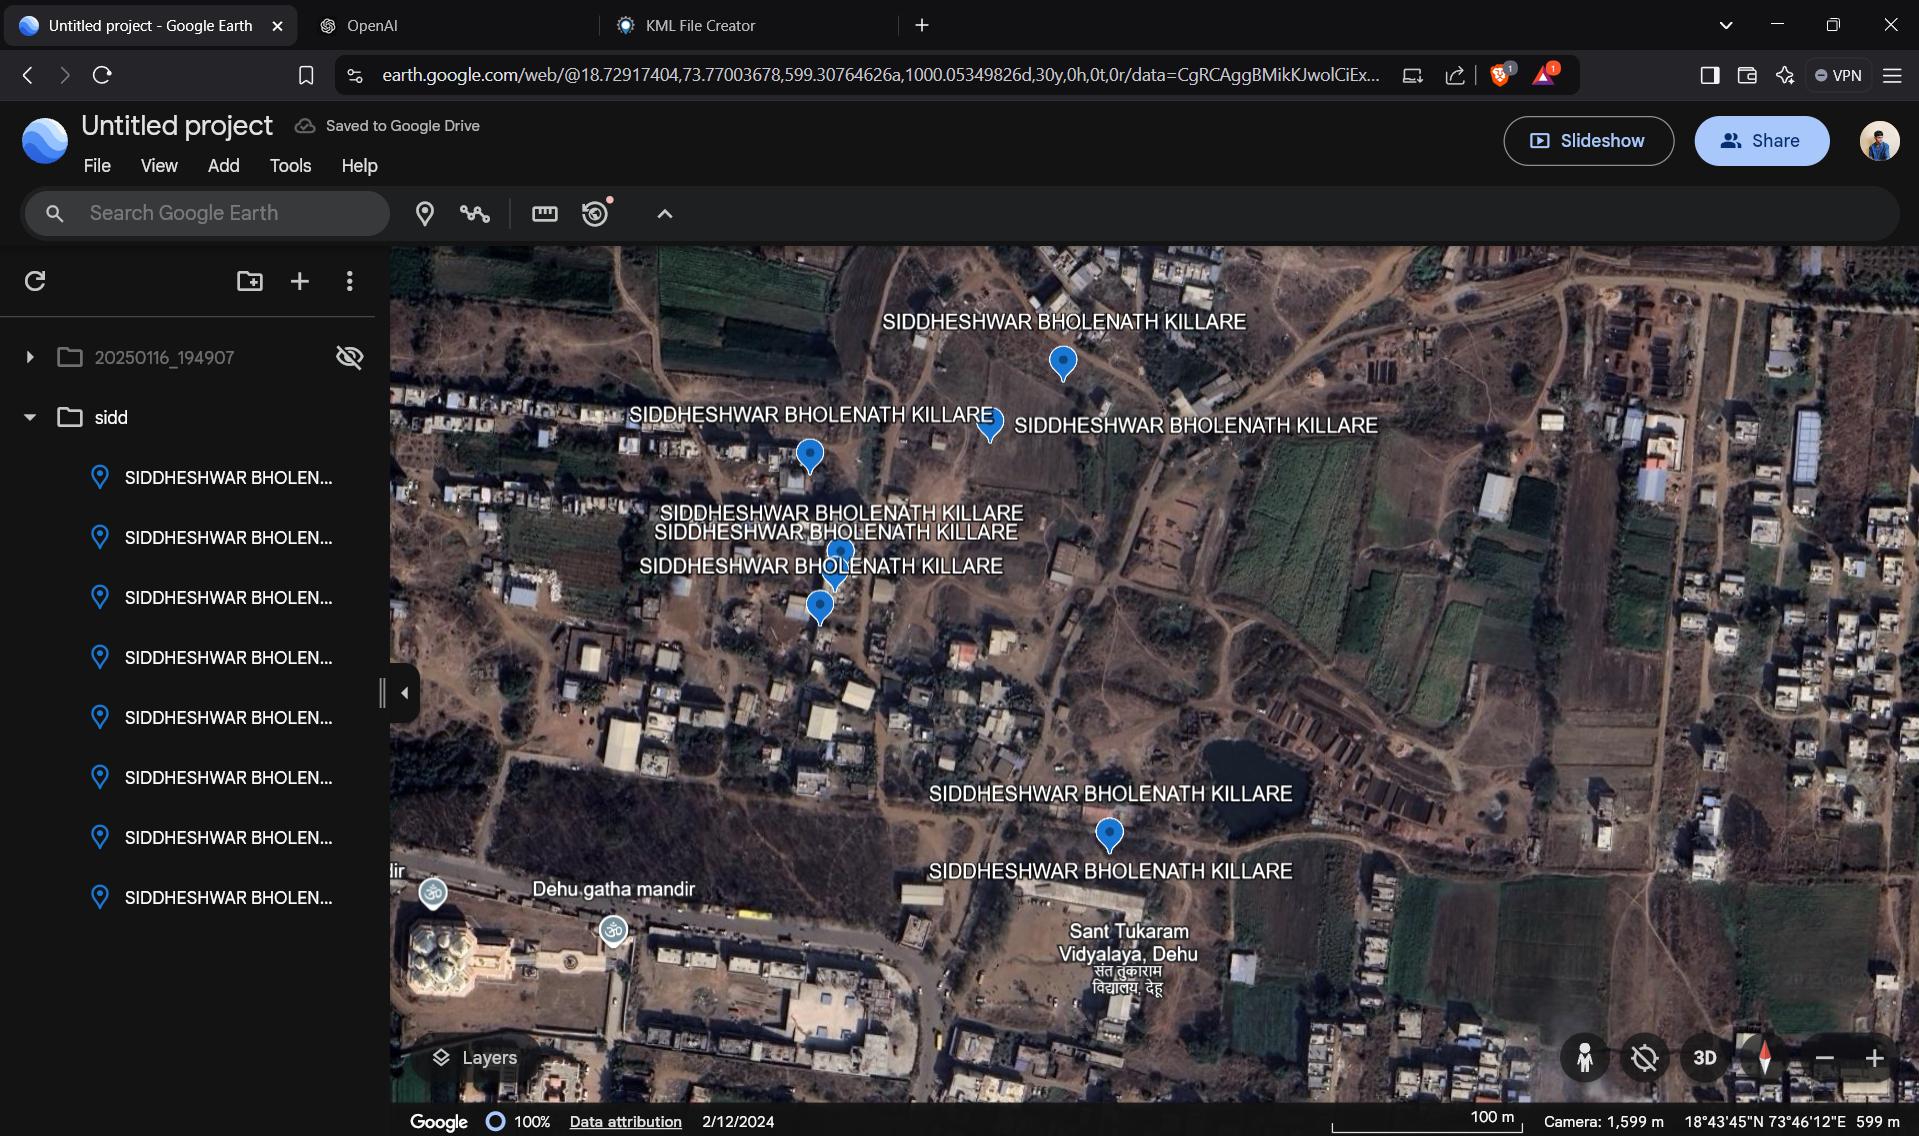 Untitled project - Google Earth
OpenAI
KML File Creator
earth.google.com/web/@18.72917404,73.77003678,599.30764626a,1000.05349826d,30y,0h,0t,0r/data=CgRCAggBMikKJwolCiEx...
1
1
VPN
Untitled project
Saved to Google Drive
File View Add Tools Help
Slideshow
Share
Search Google Earth
20250116_194907
sidd
SIDDHESHWAR BHOLEN...
SIDDHESHWAR BHOLEN...
SIDDHESHWAR BHOLEN...
SIDDHESHWAR BHOLEN...
SIDDHESHWAR BHOLEN...
SIDDHESHWAR BHOLEN...
SIDDHESHWAR BHOLEN...
SIDDHESHWAR BHOLEN...
SIDDHESHWAR BHOLENATH KILLARE
SIDDHESHWAR BHOLENATH KILLARE
SIDDHESHWAR BHOLENATH KILLARE
SIDDHESHWAR BHOLENATH KILLARE
SIDDHESHWAR BHOLENATH KILLARE
SIDDHESHWAR BHOLENATH KILLARE
SIDDHESHWAR BHOLENATH KILLARE
SIDDHESHWAR BHOLENATH KILLARE
dir
Dehu gatha mandir
ॐ
ॐ
Sant Tukaram
Vidyalaya, Dehu
संत तुकाराम
विद्यालय, देहू
Layers
3D
Google
100%
Data attribution
2/12/2024
100 m
Camera: 1,599 m
18°43'45"N 73°46'12"E
599 m